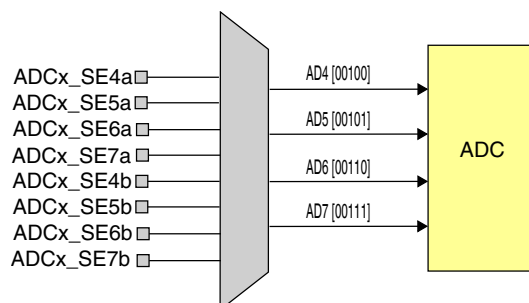 ADCx_SE4a
ADCx_SE5a
ADCx_SE6a
ADCx_SE7a
ADCx_SE4b
ADCx_SE5b
ADCx_SE6b
ADCx_SE7b
AD4 [00100]
AD5 [00101]
AD6 [00110]
AD7 [00111]
ADC